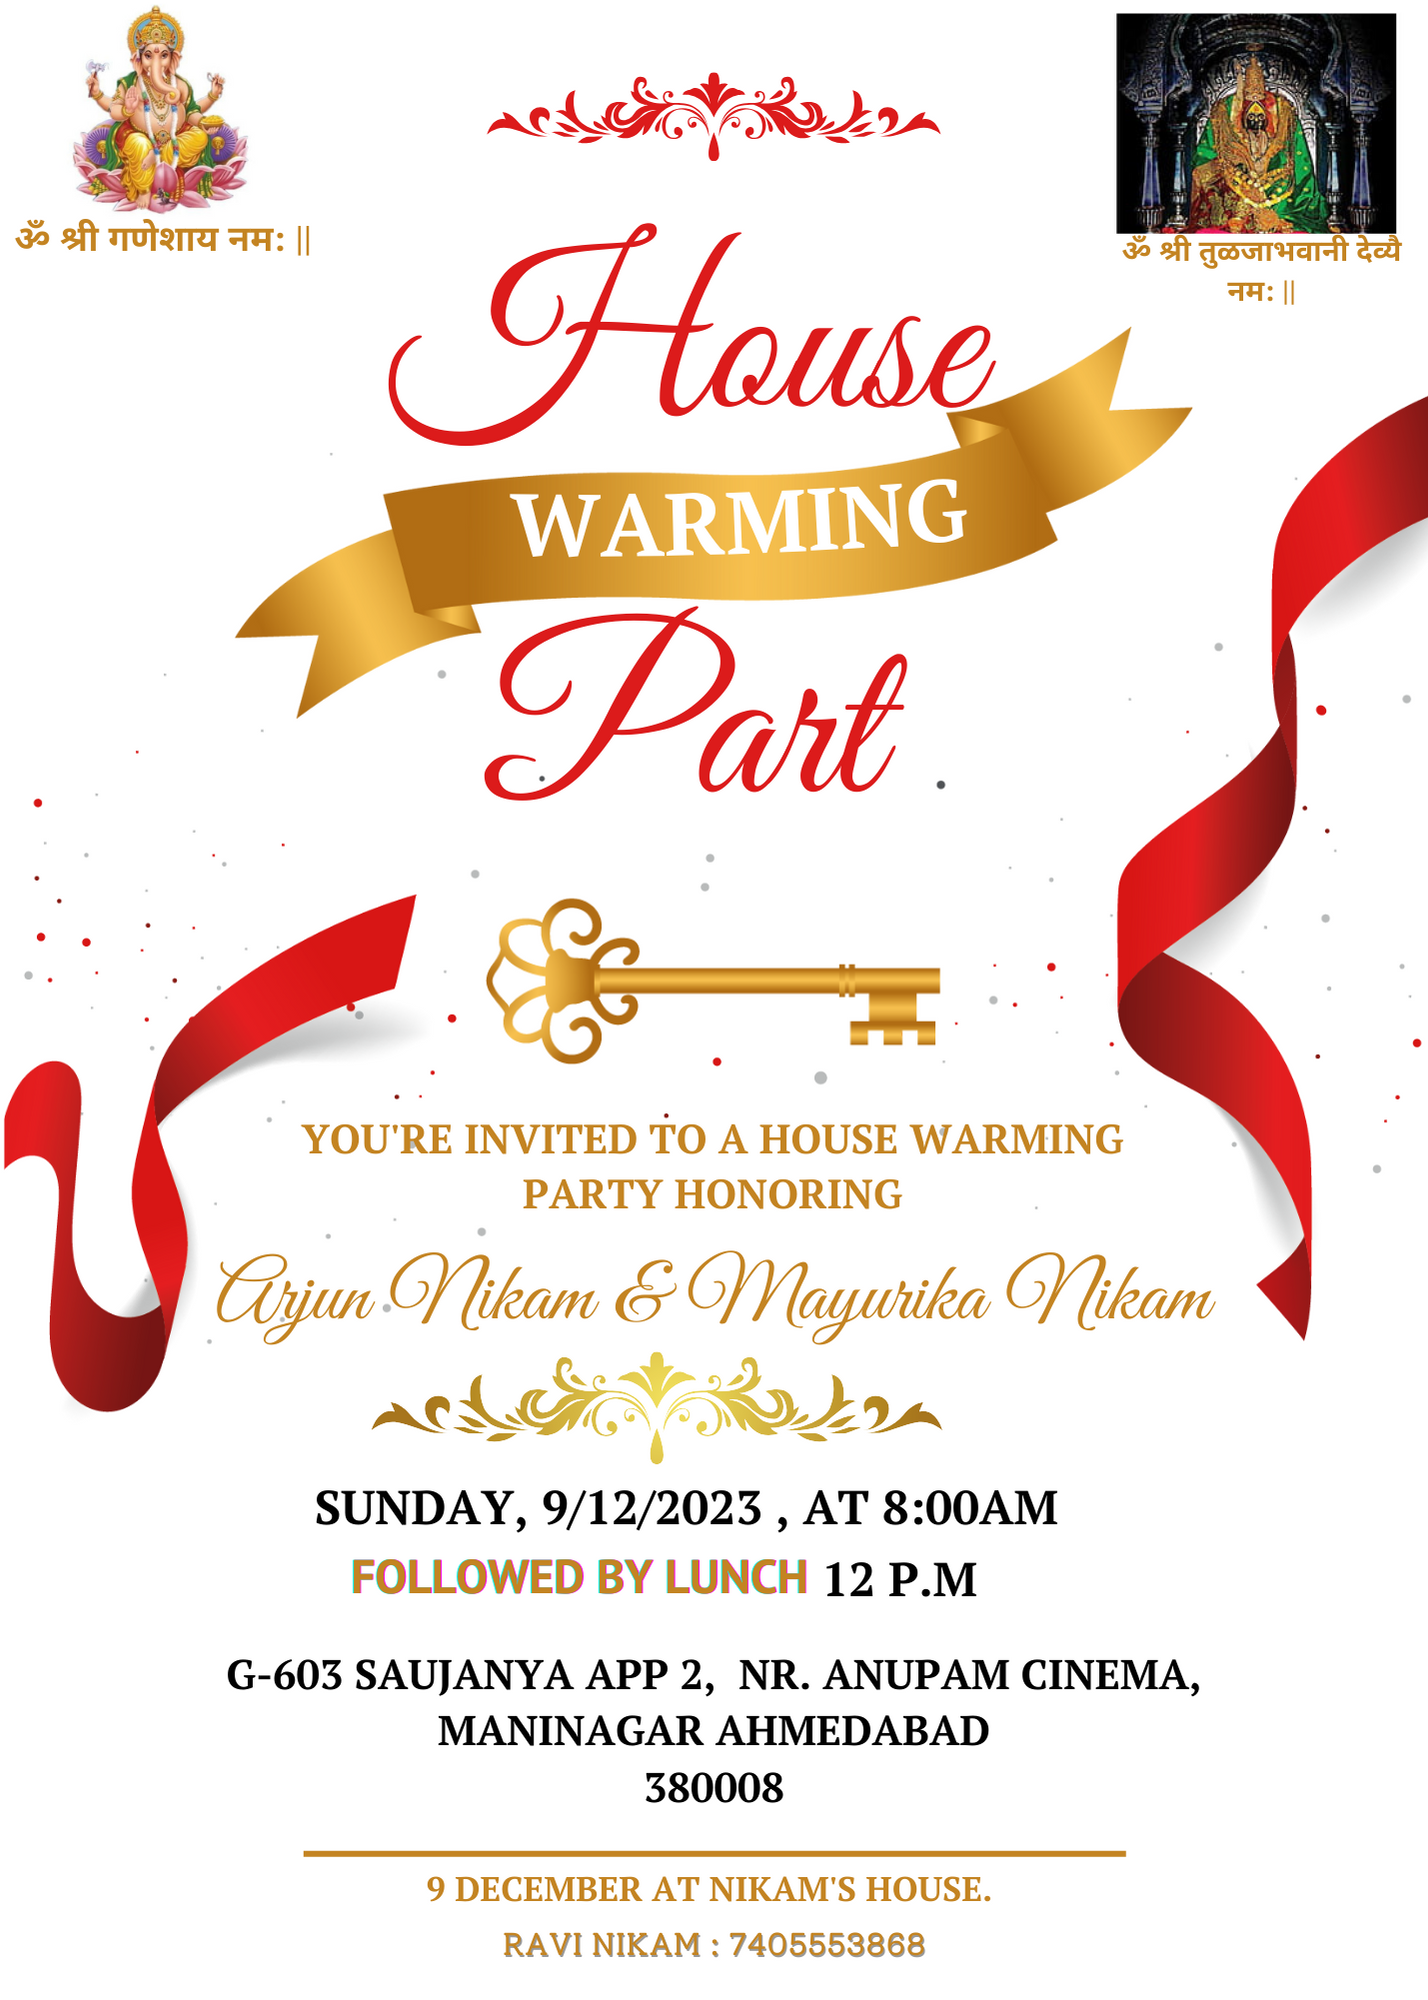 ॐ श्री गणेशाय नमः ||
ॐ श्री तुळजाभवानी देव्यै
नमः ||
House
WARMING
Part
YOU'RE INVITED TO A HOUSE WARMING
PARTY HONORING
Arjun Nikam & Mayurika Nikam
SUNDAY, 9/12/2023 , AT 8:00AM
FOLLOWED BY LUNCH 12 P.M
G-603 SAUJANYA APP 2, NR. ANUPAM CINEMA,
MANINAGAR AHMEDABAD
380008
9 DECEMBER AT NIKAM'S HOUSE.
RAVI NIKAM : 7405553868